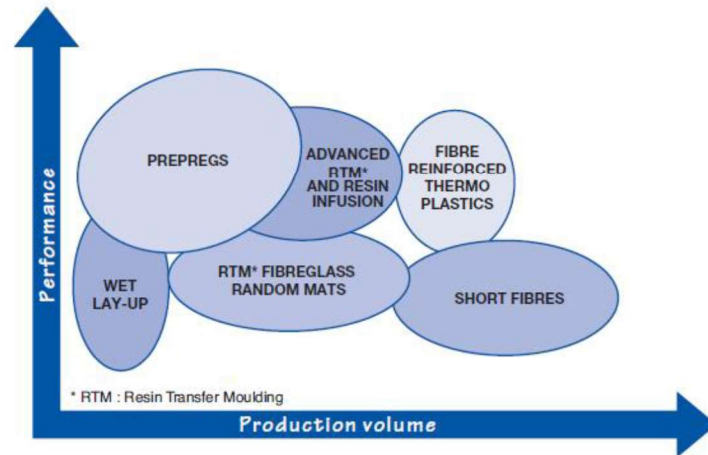 Performance
PREPREGS
ADVANCED
RTM*
AND RESIN
INFUSION
FIBRE
REINFORCED
THERMO
PLASTICS
WET
LAY-UP
RTM* FIBREGLASS
RANDOM MATS
SHORT FIBRES
* RTM : Resin Transfer Moulding
Production volume